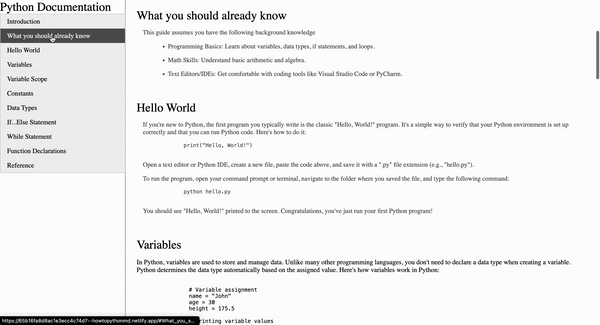 Python Documentation
Introduction
What you should already know
Hello World
Variables
Variable Scope
Constants
Data Types
If...Else Statement
While Statement
Function Declarations
Reference
What you should already know
This guide assumes you have the following background knowledge
• Programming Basics: Learn about variables, data types, if statements, and loops.
• Math Skills: Understand basic arithmetic and algebra.
• Text Editors/IDEs: Get comfortable with coding tools like Visual Studio Code or PyCharm.
Hello World
If you're new to Python, the first program you typically write is the classic "Hello, World!" program. It's a simple way to verify that your Python environment is set up
correctly and that you can run Python code. Here's how to do it:
print("Hello, World!")
Open a text editor or Python IDE, create a new file, paste the code above, and save it with a ".py" file extension (e.g., "hello.py").
To run the program, open your command prompt or terminal, navigate to the folder where you saved the file, and type the following command:
python hello.py
You should see "Hello, World!" printed to the screen. Congratulations, you've just run your first Python program!
Variables
In Python, variables are used to store and manage data. Unlike many other programming languages, you don't need to declare a data type when creating a variable.
Python determines the data type automatically based on the assigned value. Here's how variables work in Python:
# Variable assignment
name = "John"
age = 30
height = 175.5
rinting variable values
https://65b16fa8d8ac1e3ecc4c74d7--howtopythonmd.netlify.app/#What_you_s...